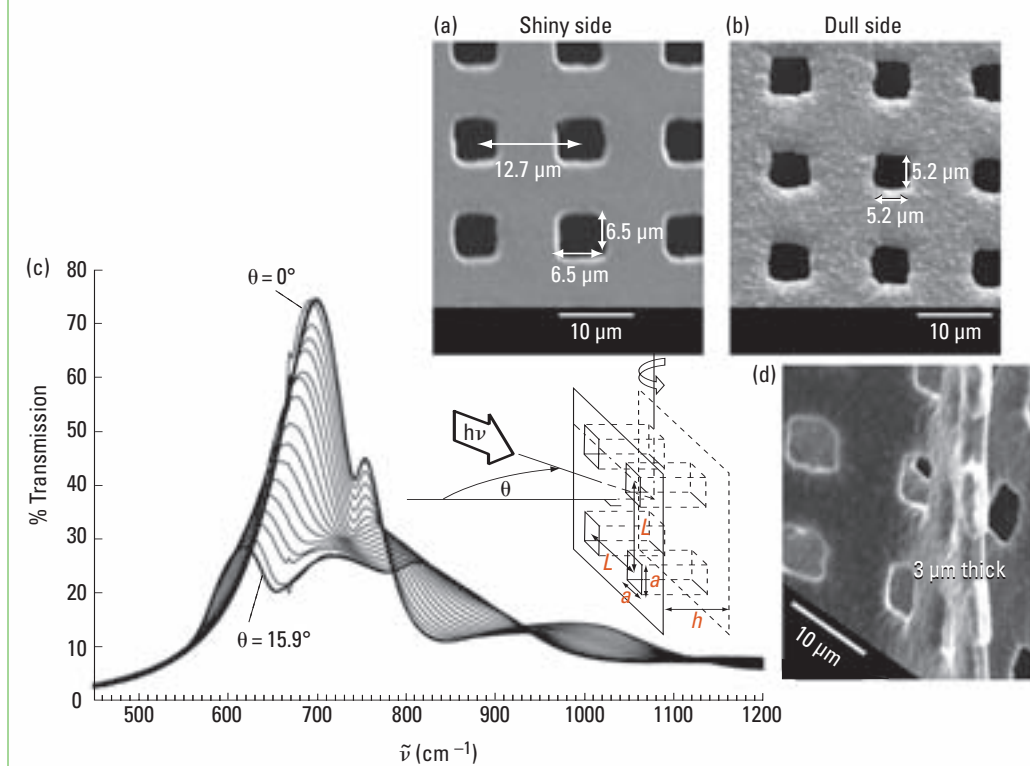 (a) Shiny side
(b) Dull side
12.7 µm
6.5 µm
6.5 µm
10 µm
5.2 µm
5.2 µm
10 µm
(c)
80
70
60
50
40
30
20
10
0
% Transmission
θ = 0°
θ = 15.9°
500 600 700 800 900 1000 1100 1200
ν̃ (cm⁻¹)
hν
θ
L
L
a
a
h
(d)
3 µm thick
10 µm